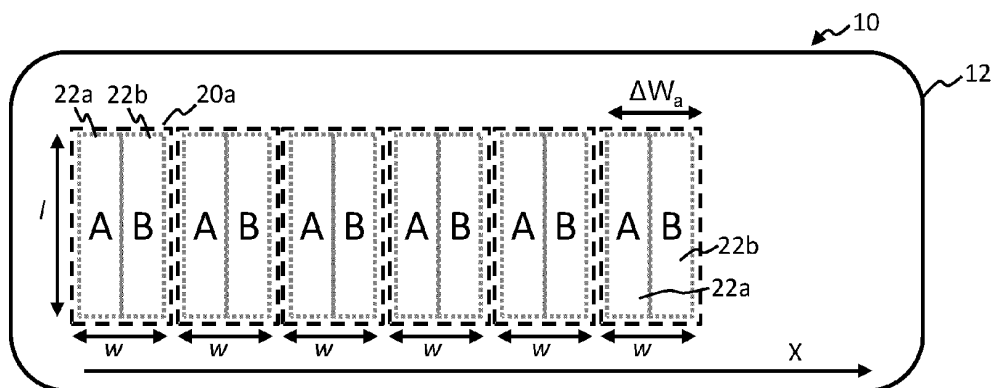 10
12
22a 22b 20a ΔWₐ
l
A B A B A B A B A B A B
22b
22a
w w w w w w
X